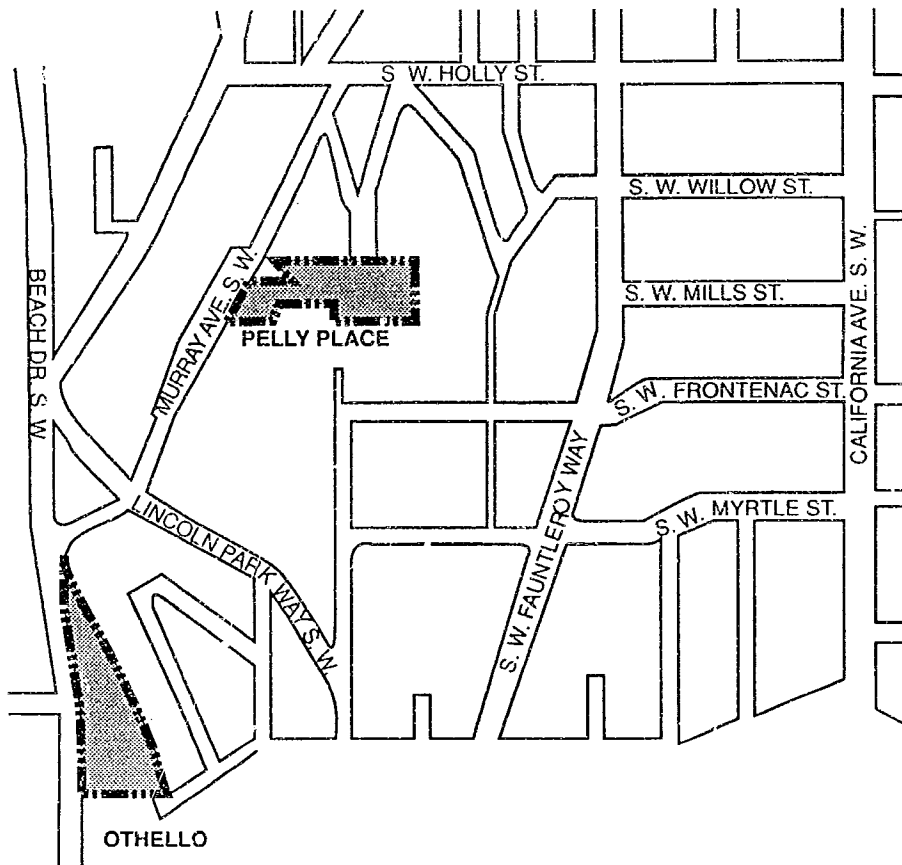 S. W. HOLLY ST.
S. W. WILLOW ST.
MURRAY AVE. S. W.
BEACH DR. S. W.
CALIFORNIA AVE. S. W.
S. W. MILLS ST.
PELLY PLACE
S. W. FRONTENAC ST.
LINCOLN PARK WAY S. W.
S. W. FAUNTLEROY WAY
S. W. MYRTLE ST.
OTHELLO